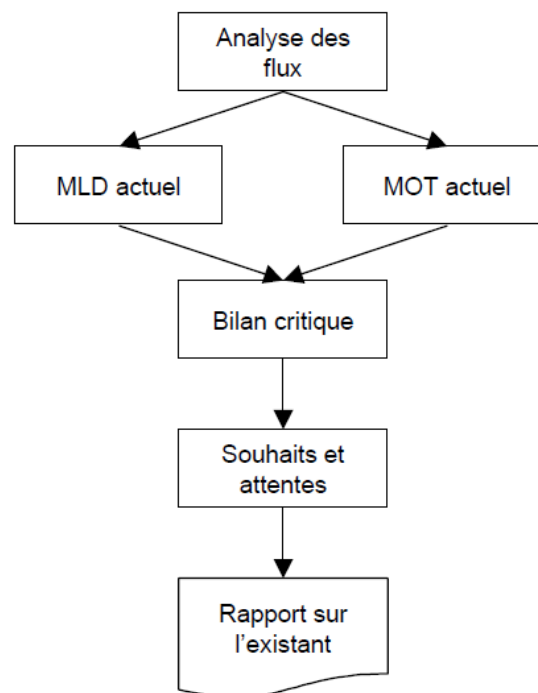 Analyse des
flux
MLD actuel
MOT actuel
Bilan critique
Souhaits et
attentes
Rapport sur
l'existant